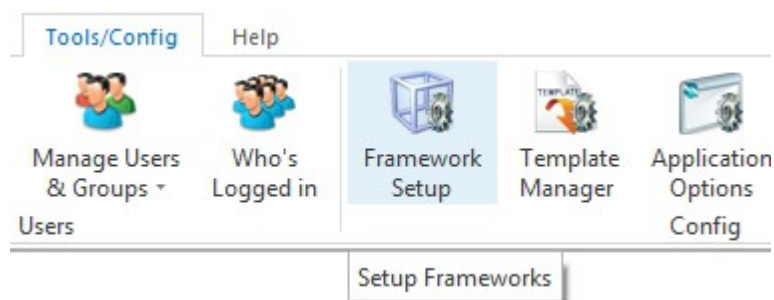 Tools/Config Help
Manage Users Who's Framework Template Application
& Groups Logged in Setup Manager Options
TEMPLATE
Users Config
Setup Frameworks